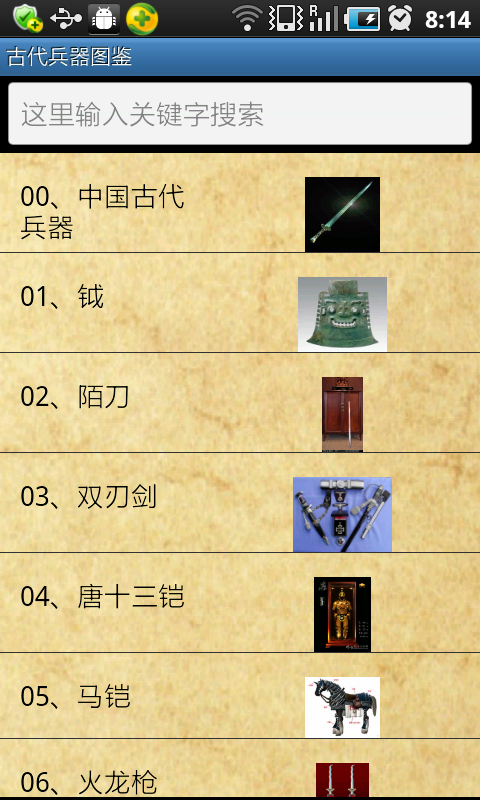 R 8:14
古代兵器图鉴
这里输入关键字搜索
00、中国古代
兵器
01、钺
02、陌刀
03、双刃剑
04、唐十三铠
05、马铠
06、火龙枪